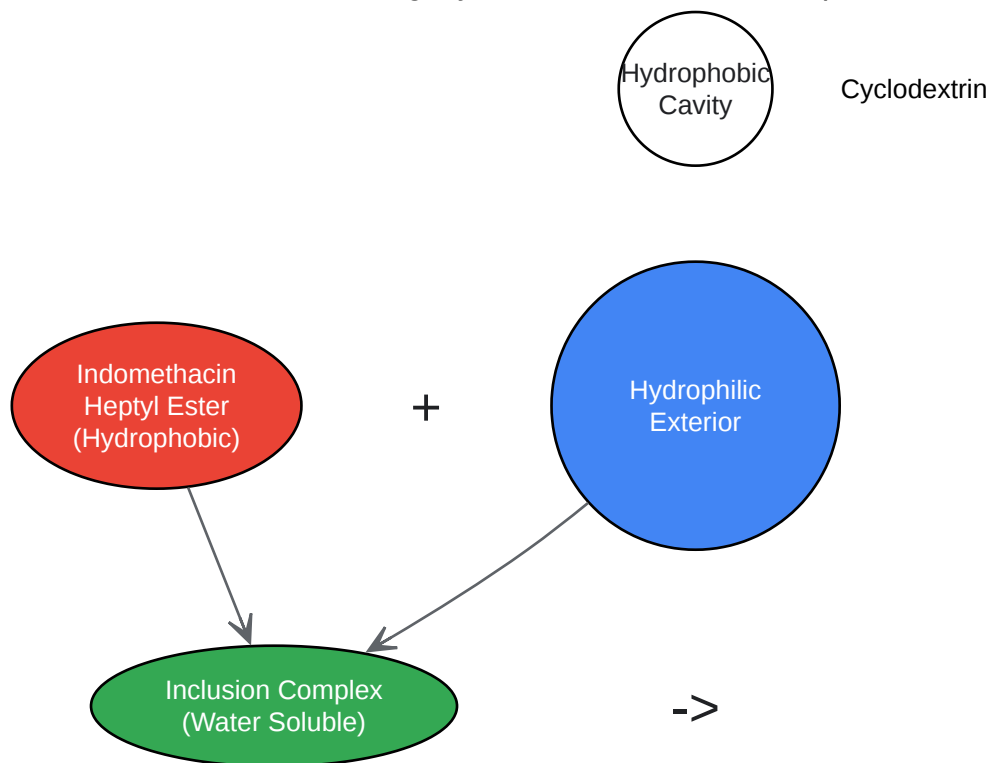 Hydrophobic
Cavity
Cyclodextrin
Indomethacin
Heptyl Ester
(Hydrophobic)
+
Hydrophilic
Exterior
Inclusion Complex
(Water Soluble)
->